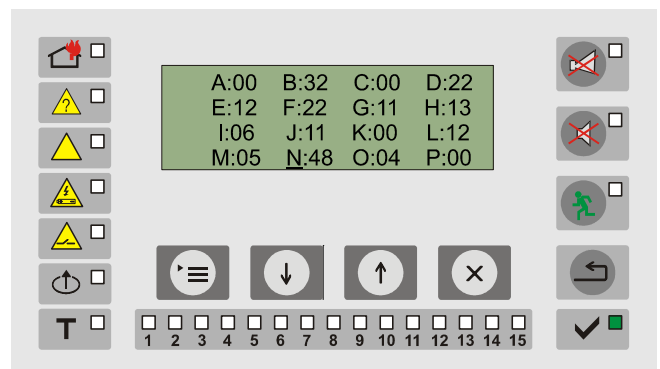 A:00 B:32 C:00 D:22
E:12 F:22 G:11 H:13
I:06 J:11 K:00 L:12
M:05 N:48 O:04 P:00
?
T
1 2 3 4 5 6 7 8 9 10 11 12 13 14 15